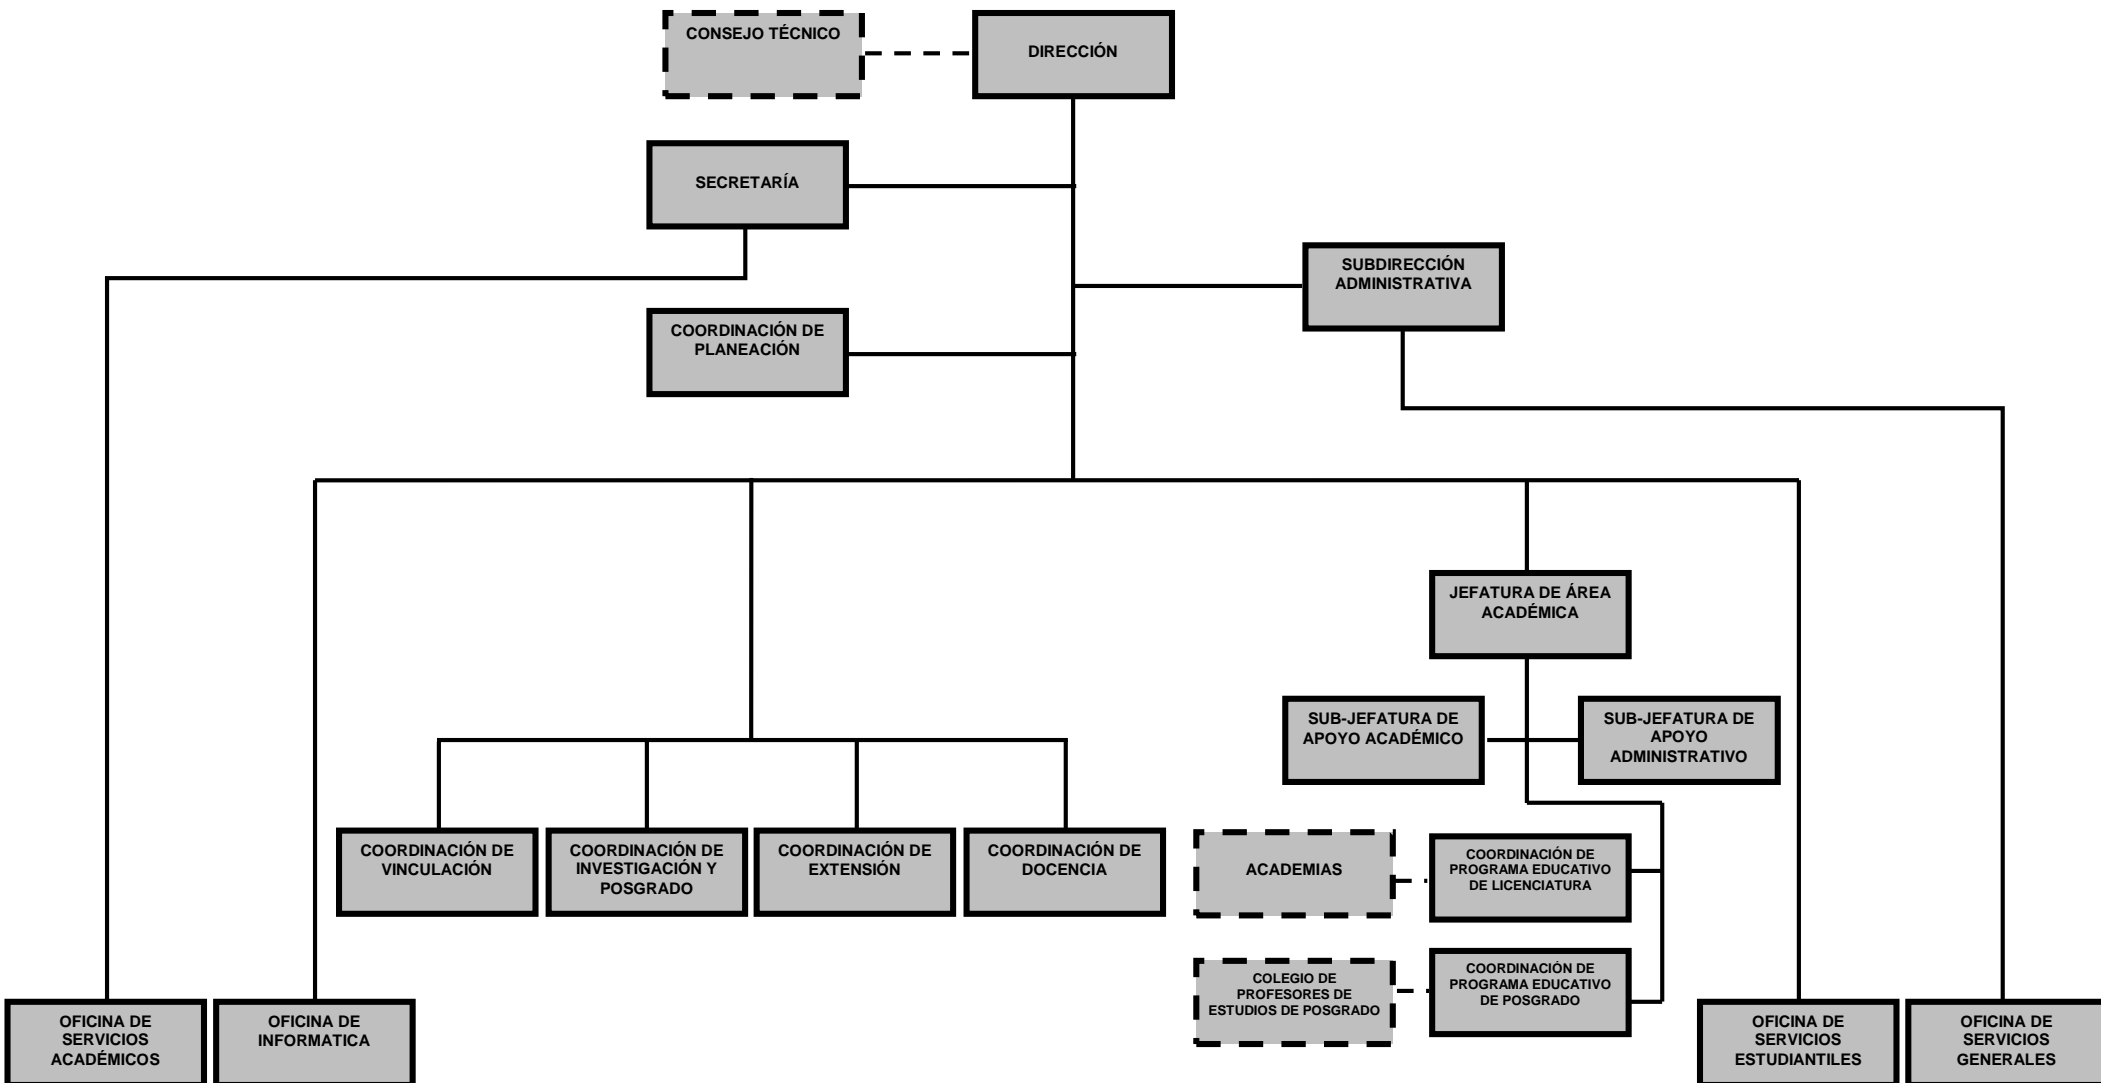 CONSEJO TÉCNICO
DIRECCIÓN
SECRETARÍA
SUBDIRECCIÓN
ADMINISTRATIVA
COORDINACIÓN DE
PLANEACIÓN
JEFATURA DE ÁREA
ACADÉMICA
SUB-JEFATURA DE
APOYO ACADÉMICO
SUB-JEFATURA DE
APOYO
ADMINISTRATIVO
COORDINACIÓN DE
VINCULACIÓN
COORDINACIÓN DE
INVESTIGACIÓN Y
POSGRADO
COORDINACIÓN DE
EXTENSIÓN
COORDINACIÓN DE
DOCENCIA
ACADEMIAS
COORDINACIÓN DE
PROGRAMA EDUCATIVO
DE LICENCIATURA
COLEGIO DE
PROFESORES DE
ESTUDIOS DE POSGRADO
COORDINACIÓN DE
PROGRAMA EDUCATIVO
DE POSGRADO
OFICINA DE
SERVICIOS
ACADÉMICOS
OFICINA DE
INFORMATICA
OFICINA DE
SERVICIOS
ESTUDIANTILES
OFICINA DE
SERVICIOS
GENERALES